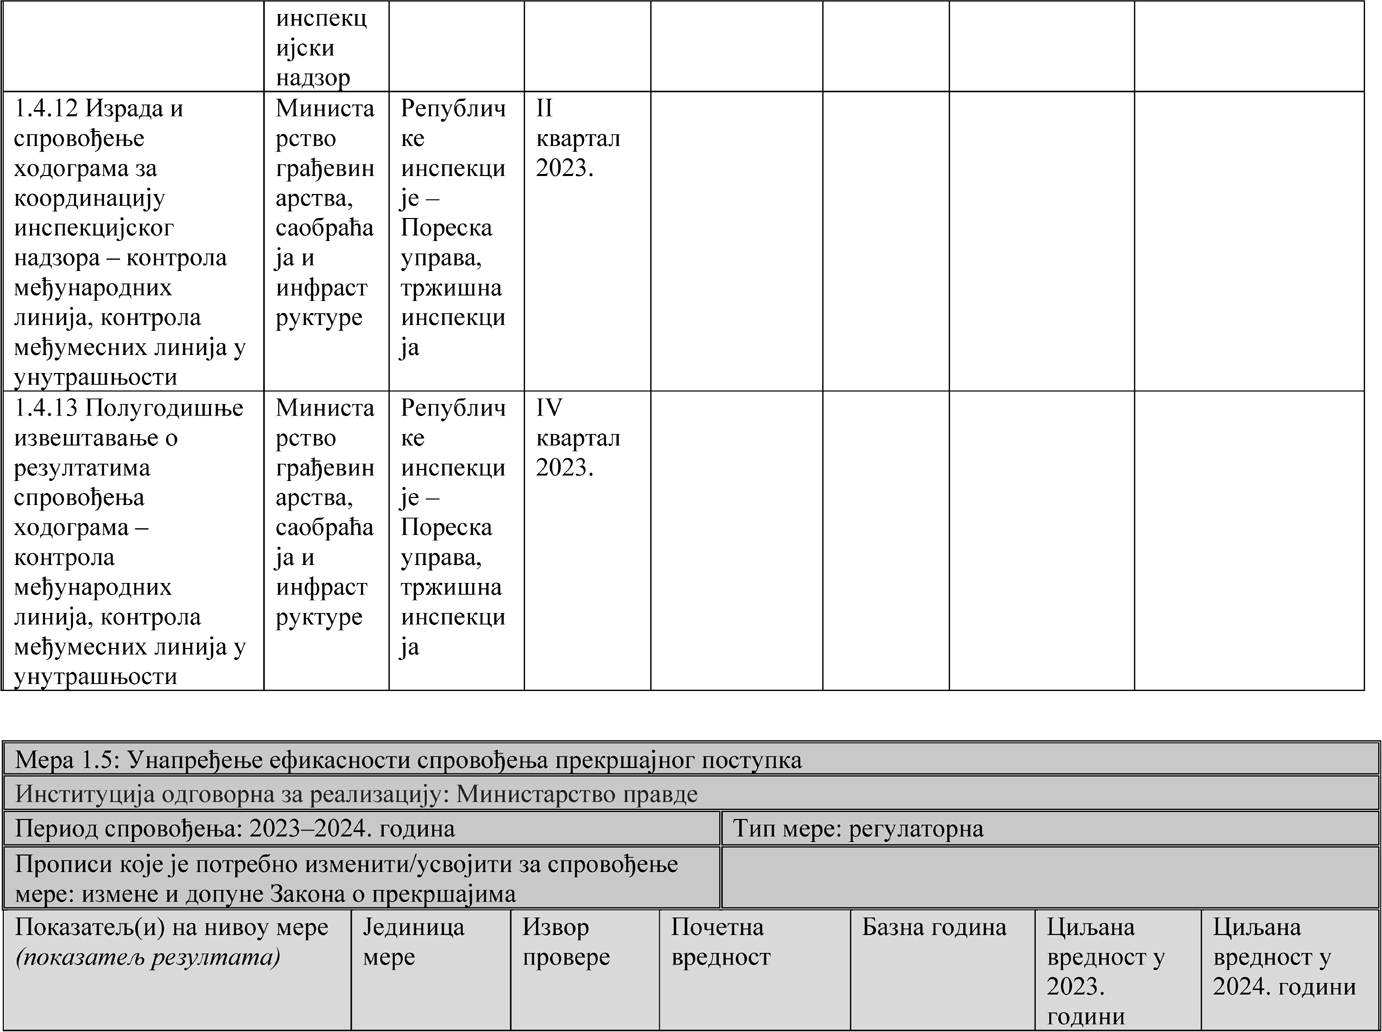 инспекц
ијски
надзор
1.4.12 Израда и
спровођење
ходограма за
координацију
инспекцијског
надзора – контрола
међународних
линија, контрола
међумесних линија у
унутрашњости
Министа
рство
грађевин
арства,
саобраћа
ја и
инфраст
руктуре
Републич
ке
инспекци
је –
Пореска
управа,
тржишна
инспекци
ја
II
квартал
2023.
1.4.13 Полугодишње
извештавање о
резултатима
спровођења
ходограма –
контрола
међународних
линија, контрола
међумесних линија у
унутрашњости
Министа
рство
грађевин
арства,
саобраћа
ја и
инфраст
руктуре
Републич
ке
инспекци
је –
Пореска
управа,
тржишна
инспекци
ја
IV
квартал
2023.
Мера 1.5: Унапређење ефикасности спровођења прекршајног поступка
Институција одговорна за реализацију: Министарство правде
Период спровођења: 2023–2024. година
Тип мере: регулаторна
Прописи које је потребно изменити/усвојити за спровођење
мере: измене и допуне Закона о прекршајима
Показатељ(и) на нивоу мере
(показатељ резултата)
Јединица
мере
Извор
провере
Почетна
вредност
Базна година
Циљана
вредност у
2023.
години
Циљана
вредност у
2024. години